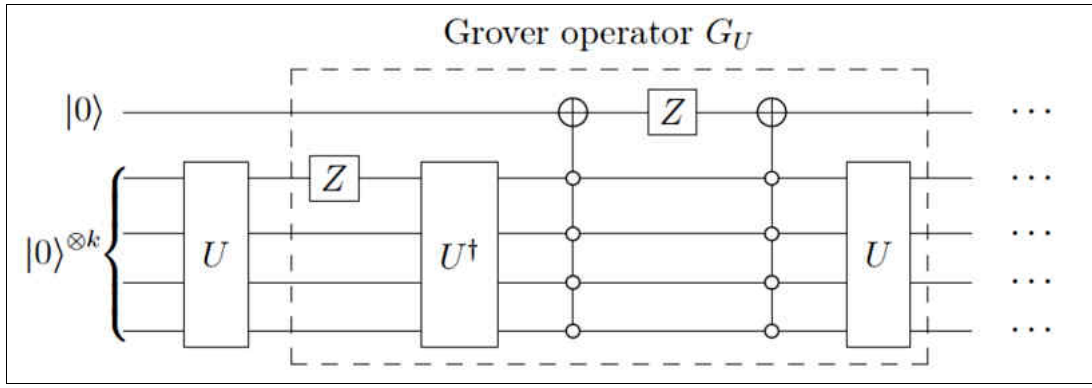 Grover operator G_U
|0⟩ Z ···
Z ···
|0⟩^{⊗k} U U† U ···
···
···